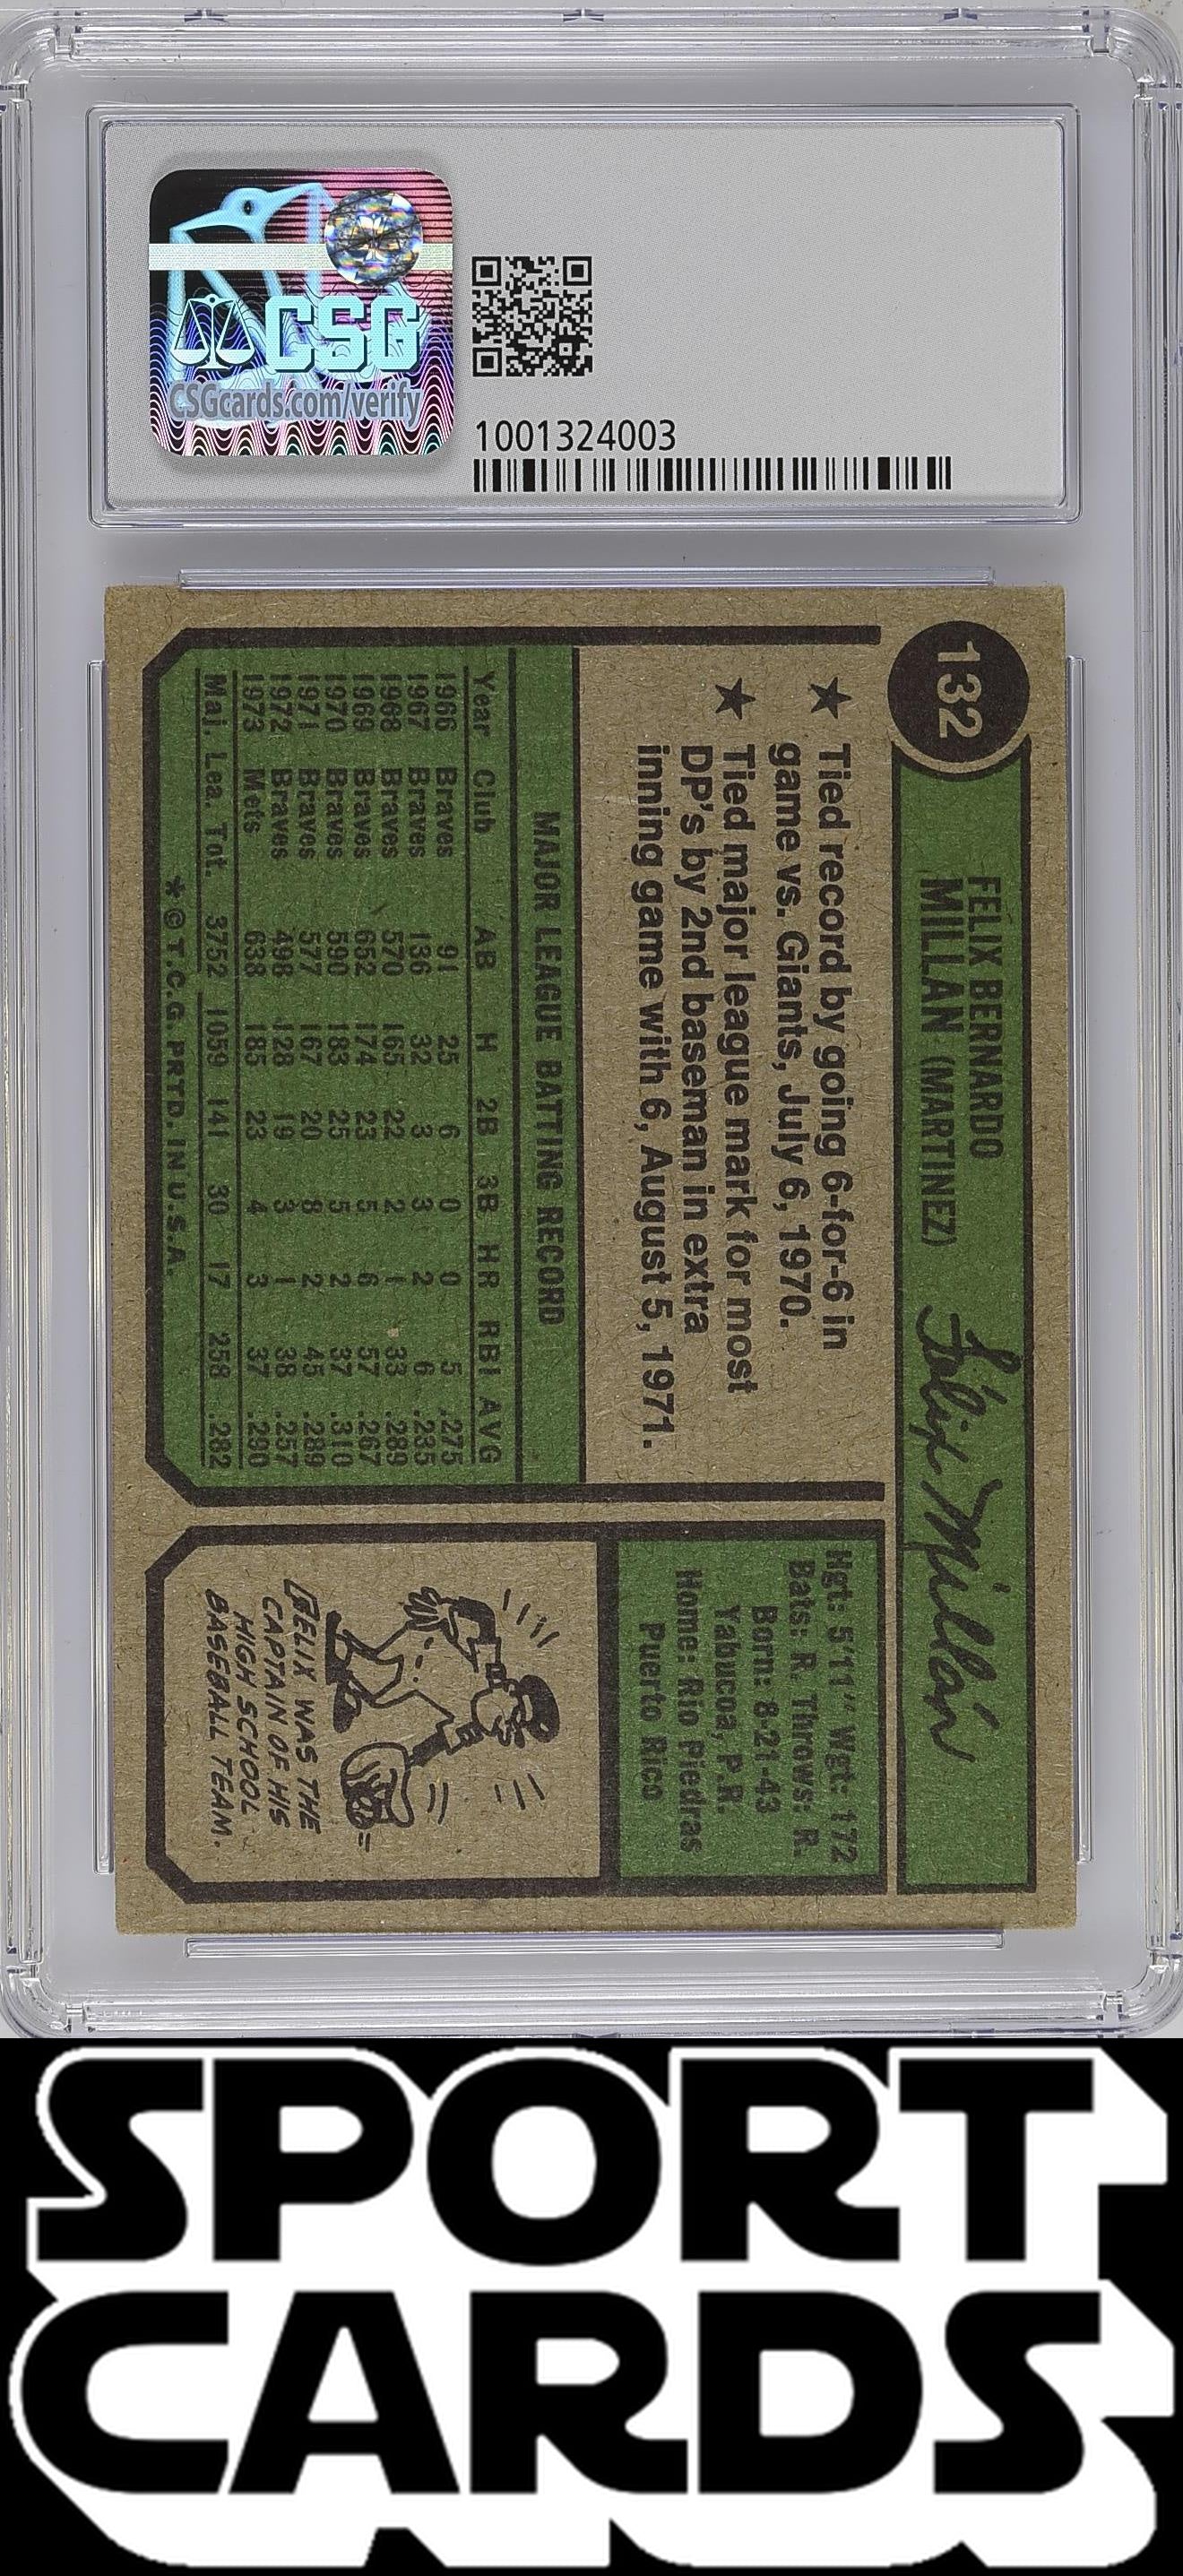 CSG
CSGcards.com/verify
1001324003
132
FELIX BERNARDO
MILLAN (MARTINEZ)
Félix Millán
★ Tied record by going 6-for-6 in
game vs. Giants, July 6, 1970.
★ Tied major league mark for most
DP's by 2nd baseman in extra
inning game with 6, August 5, 1971.
MAJOR LEAGUE BATTING RECORD
Year Club AB H 2B 3B HR RBI AVG
1966 Braves 91 25 6 0 0 5 .275
1967 Braves 136 32 3 3 2 6 .235
1968 Braves 570 165 22 2 1 33 .289
1969 Braves 652 174 23 5 6 57 .267
1970 Braves 590 183 25 5 2 37 .310
1971 Braves 577 167 20 8 2 45 .289
1972 Braves 498 128 19 3 1 38 .257
1973 Mets 638 185 23 4 3 37 .290
Maj. Lea. Tot. 3752 1059 141 30 17 258 .282
*©T.C.G. PRTD. IN U.S.A.
Hgt: 5'11" Wgt: 172
Bats: R. Throws: R.
Born: 8-21-43
Yabucoa, P.R.
Home: Rio Piedras
Puerto Rico
FELIX WAS THE
CAPTAIN OF HIS
HIGH SCHOOL
BASEBALL TEAM.
SPORT
CARDS